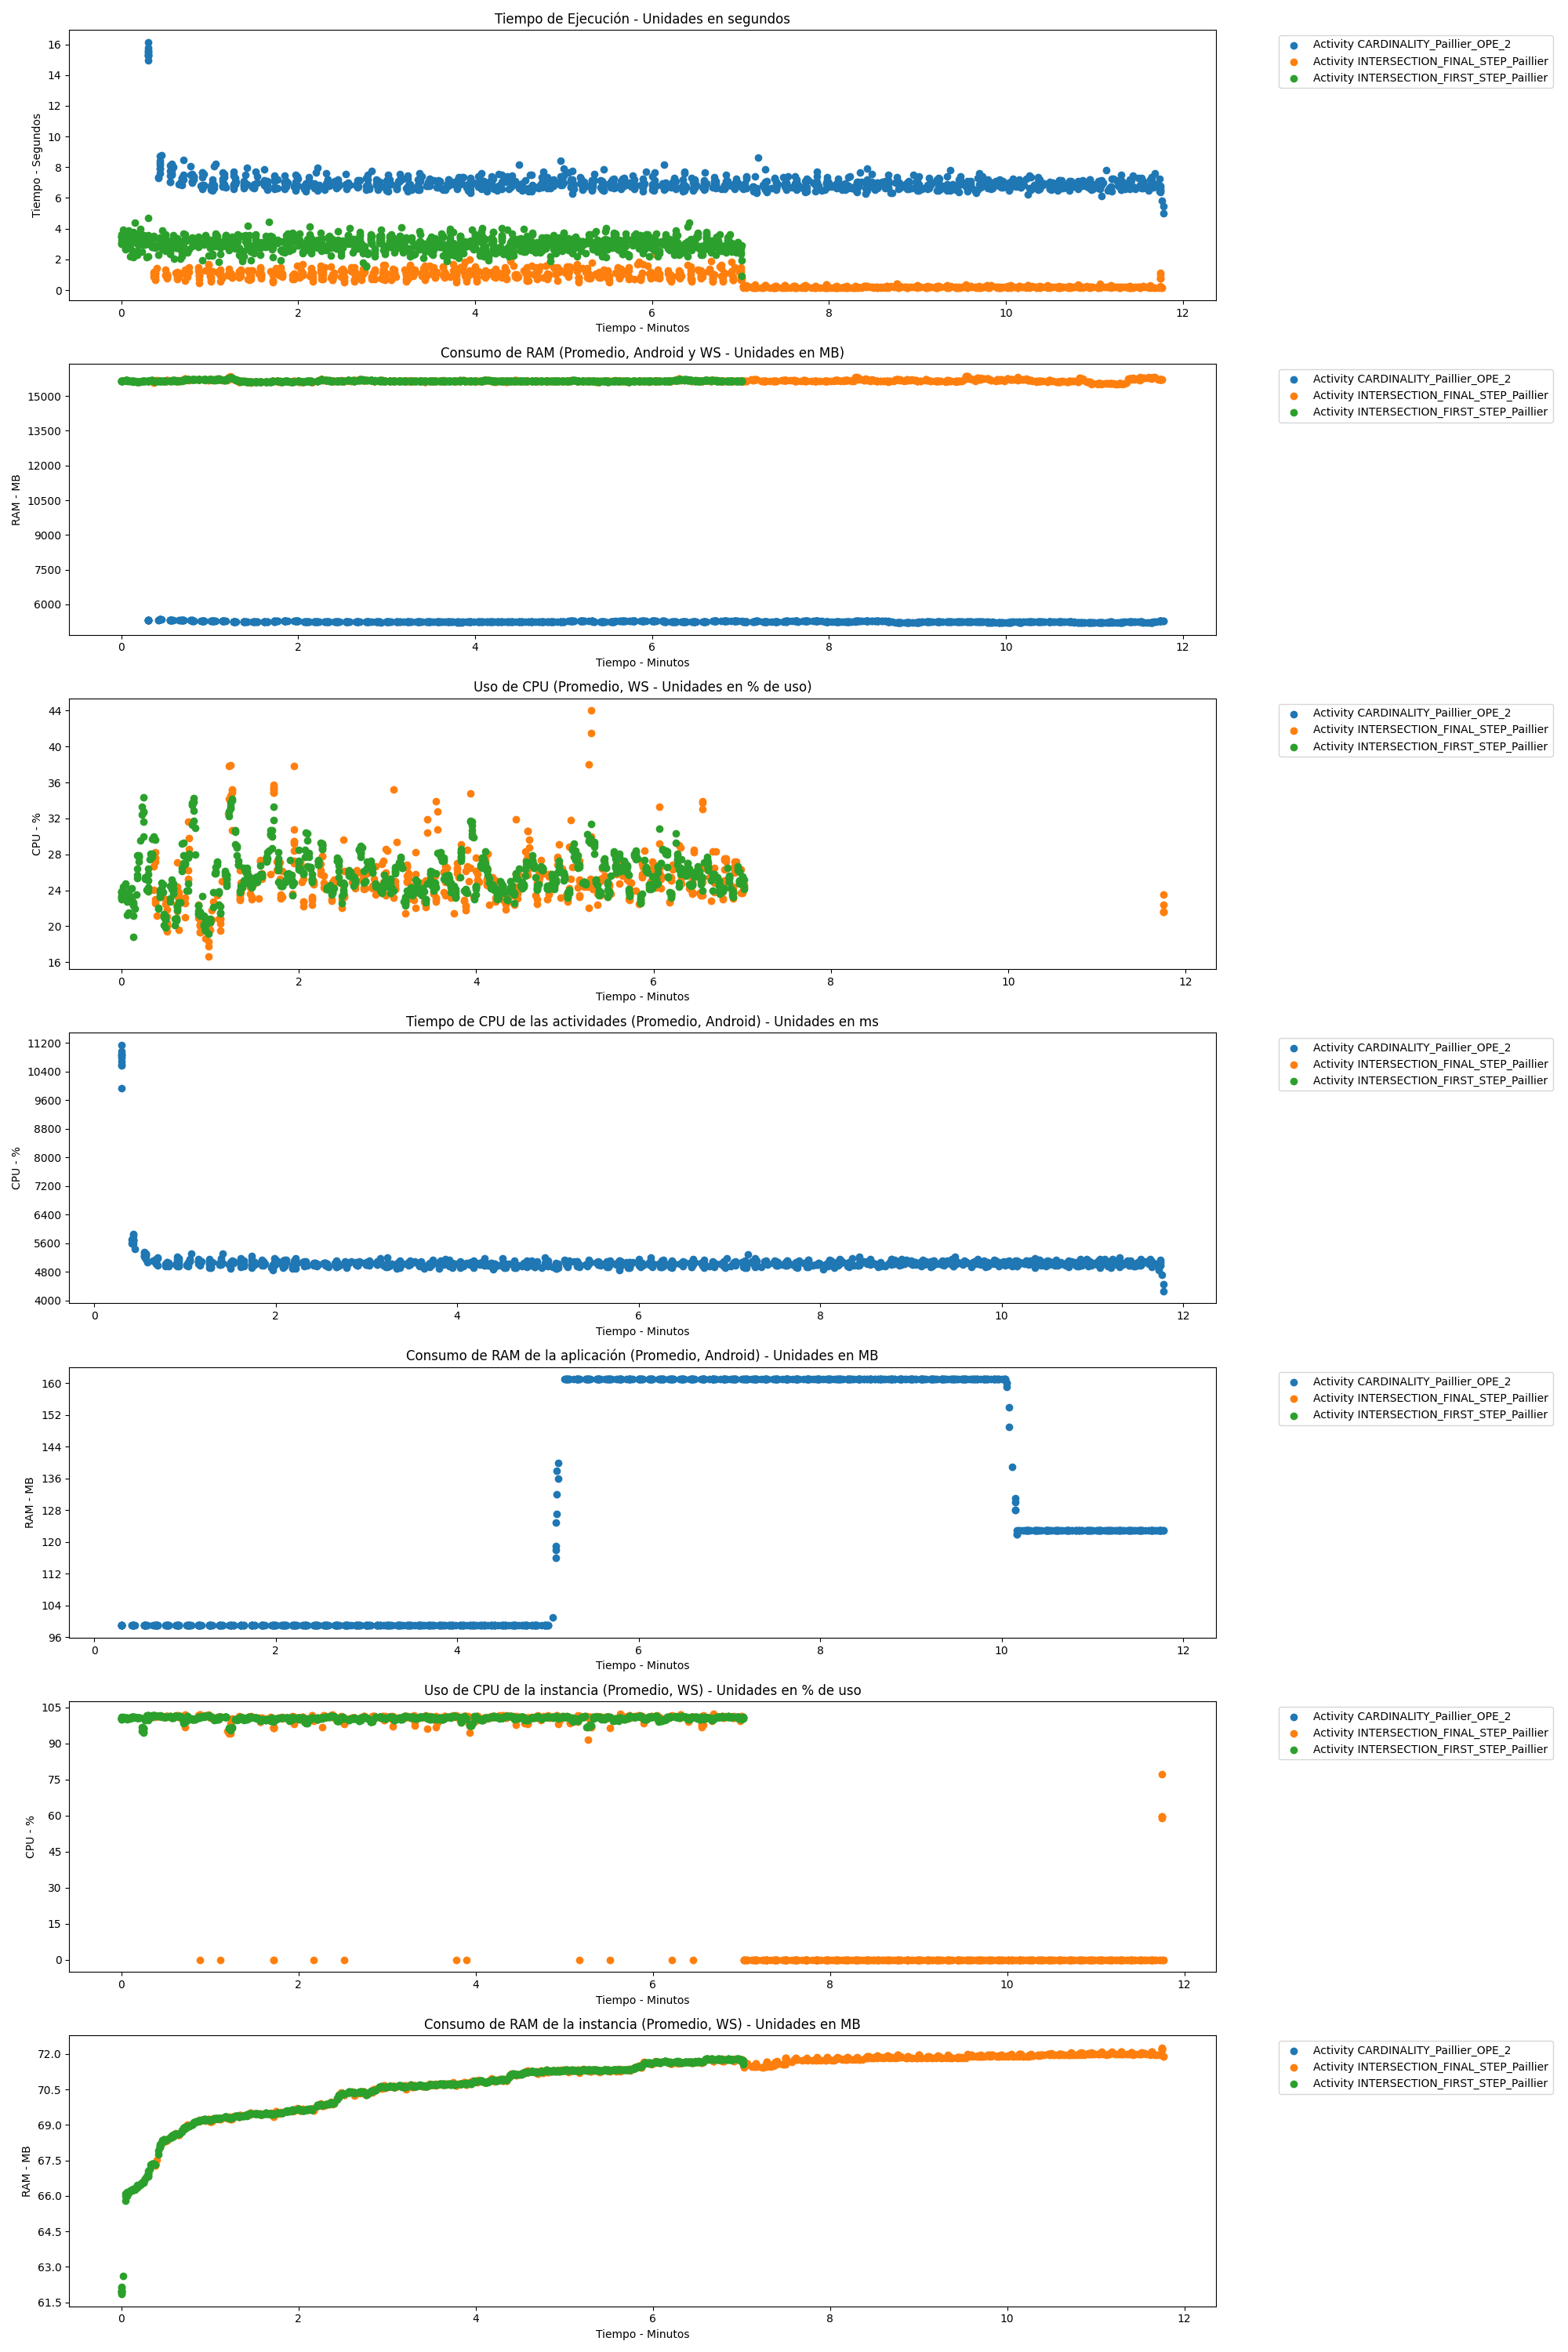 Tiempo de Ejecución - Unidades en segundos
16
14
12
10
8
6
4
2
0
Tiempo - Segundos
0 2 4 6 8 10 12
Tiempo - Minutos
Activity CARDINALITY_Paillier_OPE_2
Activity INTERSECTION_FINAL_STEP_Paillier
Activity INTERSECTION_FIRST_STEP_Paillier
Consumo de RAM (Promedio, Android y WS - Unidades en MB)
15000
13500
12000
10500
9000
7500
6000
RAM - MB
0 2 4 6 8 10 12
Tiempo - Minutos
Activity CARDINALITY_Paillier_OPE_2
Activity INTERSECTION_FINAL_STEP_Paillier
Activity INTERSECTION_FIRST_STEP_Paillier
Uso de CPU (Promedio, WS - Unidades en % de uso)
44
40
36
32
28
24
20
16
CPU - %
0 2 4 6 8 10 12
Tiempo - Minutos
Activity CARDINALITY_Paillier_OPE_2
Activity INTERSECTION_FINAL_STEP_Paillier
Activity INTERSECTION_FIRST_STEP_Paillier
Tiempo de CPU de las actividades (Promedio, Android) - Unidades en ms
11200
10400
9600
8800
8000
7200
6400
5600
4800
4000
CPU - %
0 2 4 6 8 10 12
Tiempo - Minutos
Activity CARDINALITY_Paillier_OPE_2
Activity INTERSECTION_FINAL_STEP_Paillier
Activity INTERSECTION_FIRST_STEP_Paillier
Consumo de RAM de la aplicación (Promedio, Android) - Unidades en MB
160
152
144
136
128
120
112
104
96
RAM - MB
0 2 4 6 8 10 12
Tiempo - Minutos
Activity CARDINALITY_Paillier_OPE_2
Activity INTERSECTION_FINAL_STEP_Paillier
Activity INTERSECTION_FIRST_STEP_Paillier
Uso de CPU de la instancia (Promedio, WS) - Unidades en % de uso
105
90
75
60
45
30
15
0
CPU - %
0 2 4 6 8 10 12
Tiempo - Minutos
Activity CARDINALITY_Paillier_OPE_2
Activity INTERSECTION_FINAL_STEP_Paillier
Activity INTERSECTION_FIRST_STEP_Paillier
Consumo de RAM de la instancia (Promedio, WS) - Unidades en MB
72.0
70.5
69.0
67.5
66.0
64.5
63.0
61.5
RAM - MB
0 2 4 6 8 10 12
Tiempo - Minutos
Activity CARDINALITY_Paillier_OPE_2
Activity INTERSECTION_FINAL_STEP_Paillier
Activity INTERSECTION_FIRST_STEP_Paillier